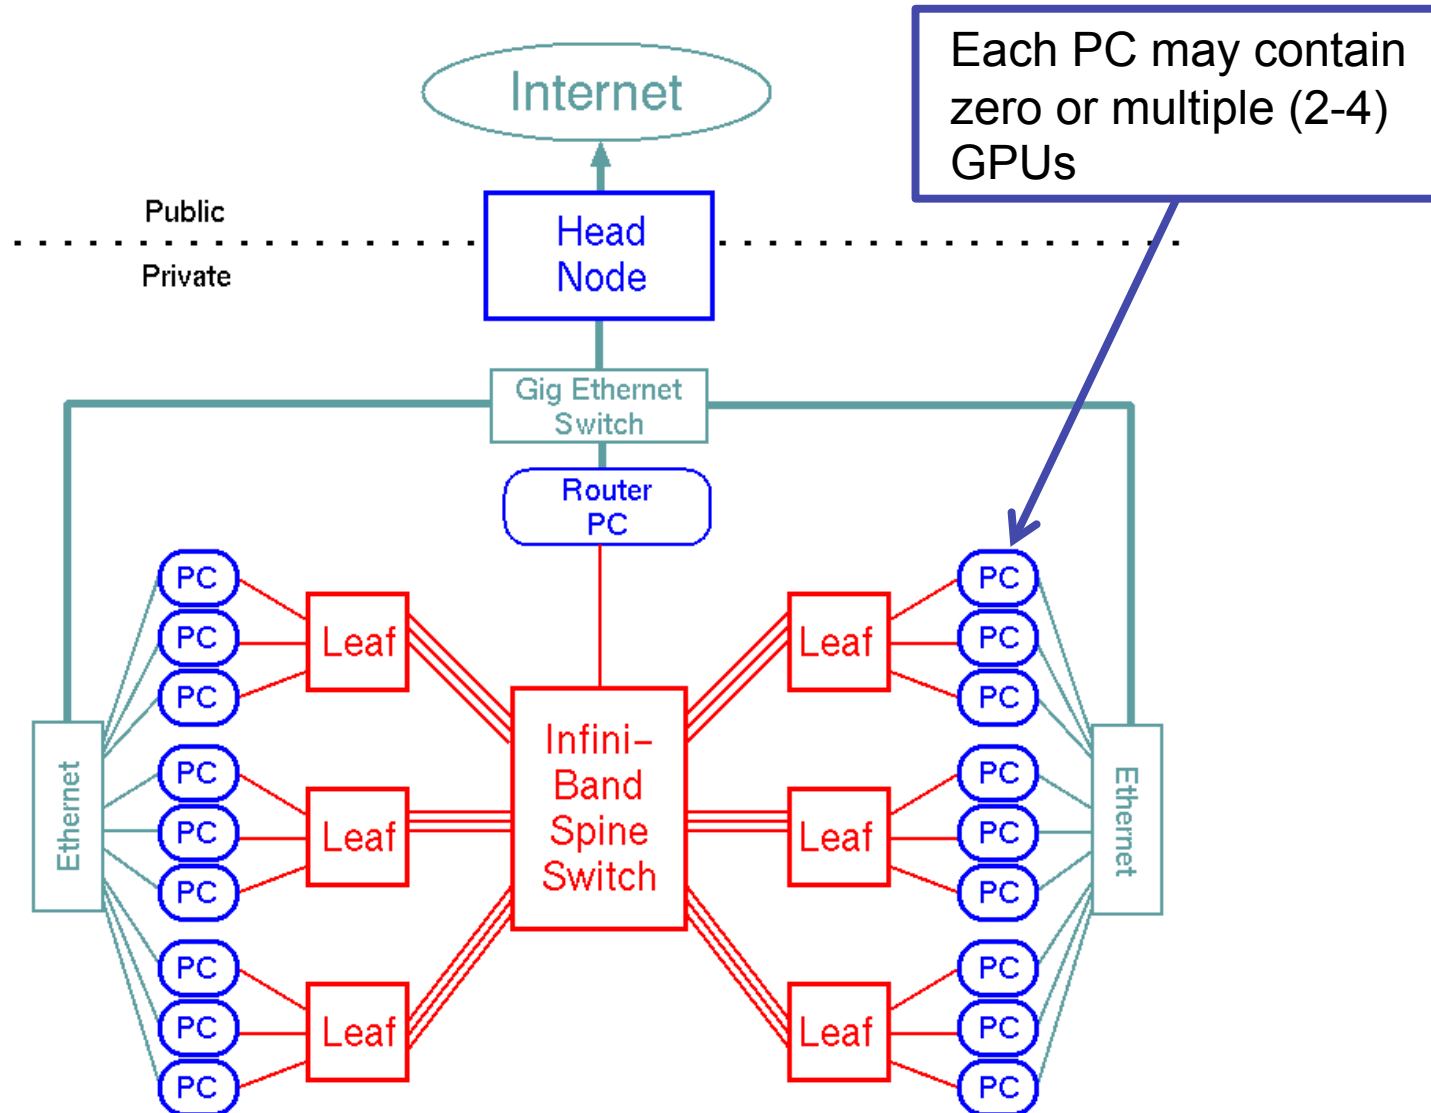 Each PC may contain
zero or multiple (2-4)
GPUs
Internet
Public
Private
Head
Node
Gig Ethernet
Switch
Router
PC
PC
PC
PC
PC
PC
PC
PC
PC
PC
Leaf
Leaf
Leaf
Ethernet
Infini–
Band
Spine
Switch
Leaf
Leaf
Leaf
PC
PC
PC
PC
PC
PC
PC
PC
PC
Ethernet